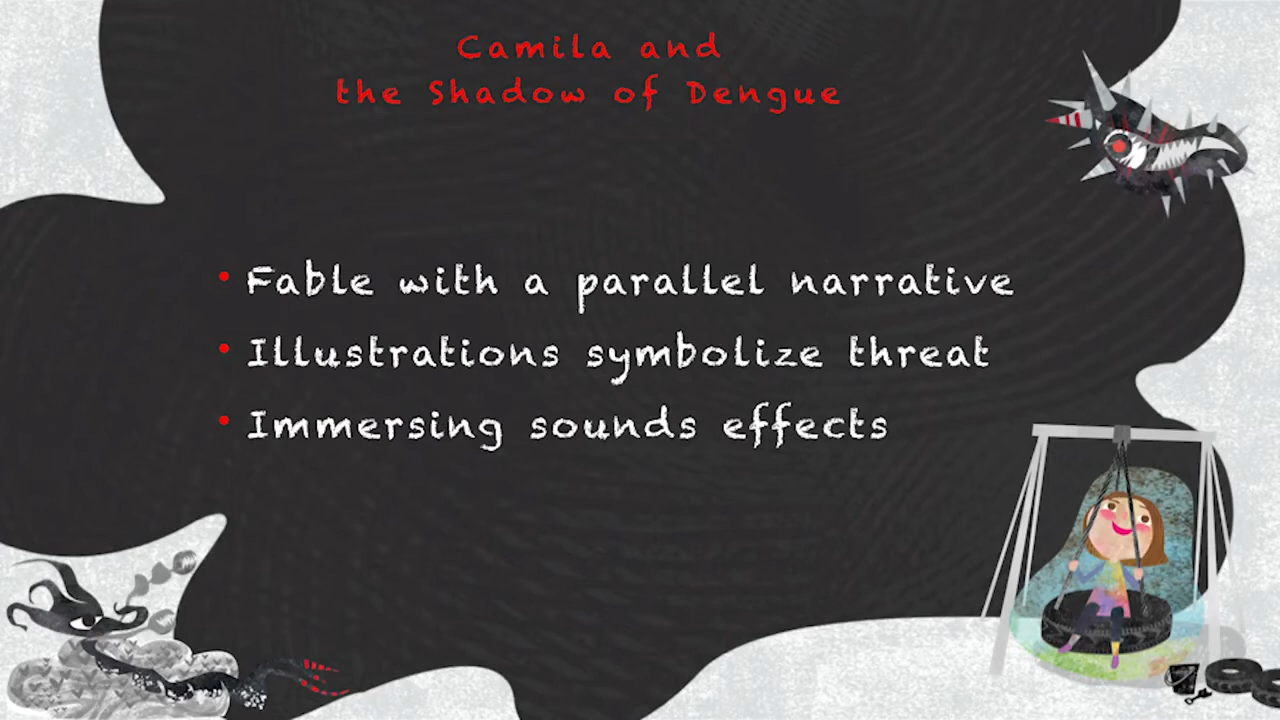 Camila and
the Shadow of Dengue
• Fable with a parallel narrative
• Illustrations symbolize threat
• Immersing sounds effects